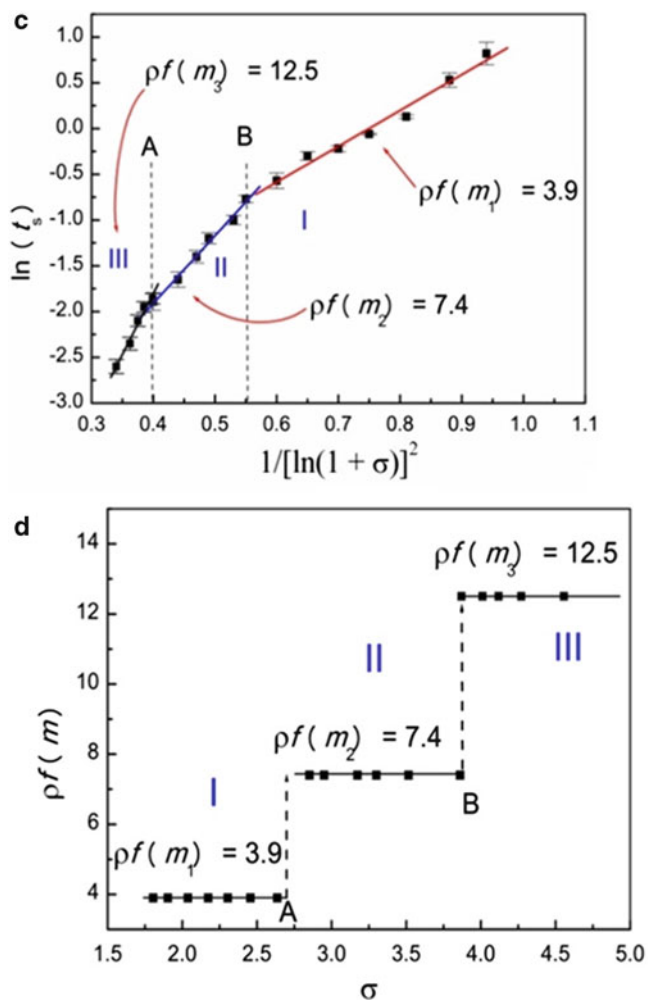 c
1.0
0.5
0.0
-0.5
-1.0
-1.5
-2.0
-2.5
-3.0
ln (tₛ)
ρf(m₃) = 12.5
A
B
ρf(m₁) = 3.9
I
III
II
ρf(m₂) = 7.4
0.3 0.4 0.5 0.6 0.7 0.8 0.9 1.0 1.1
1/[ln(1 + σ)]²
d
14
12
10
8
6
4
ρf(m)
ρf(m₃) = 12.5
II
III
ρf(m₂) = 7.4
I
B
ρf(m₁) = 3.9
A
1.5 2.0 2.5 3.0 3.5 4.0 4.5 5.0
σ